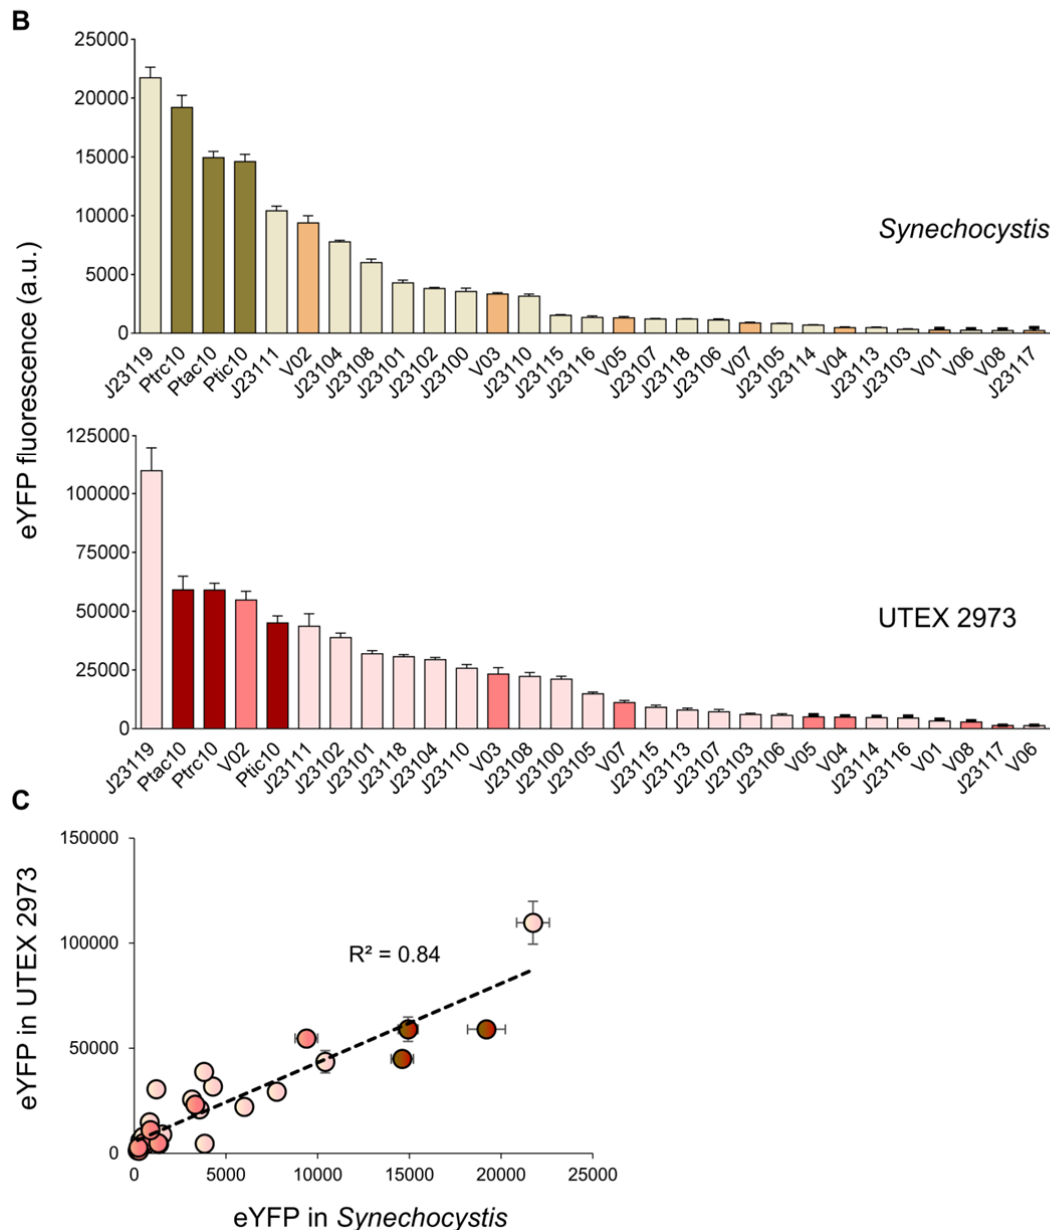 B
eYFP fluorescence (a.u.)
25000
20000
15000
10000
5000
0
Synechocystis
J23119
Ptrc10
Ptac10
Ptic10
J23111
V02
J23104
J23108
J23101
J23102
J23100
V03
J23110
J23115
J23116
V05
J23107
J23118
J23106
V07
J23105
J23114
V04
J23113
J23103
V01
V06
V08
J23117
125000
100000
75000
50000
25000
0
UTEX 2973
J23119
Ptac10
Ptrc10
V02
Ptic10
J23111
J23102
J23101
J23118
J23104
J23110
V03
J23108
J23100
J23105
V07
J23115
J23113
J23107
J23103
J23106
V05
V04
J23114
J23116
V01
V08
J23117
V06
C
eYFP in UTEX 2973
150000
100000
50000
0
R² = 0.84
0
5000
10000
15000
20000
25000
eYFP in Synechocystis